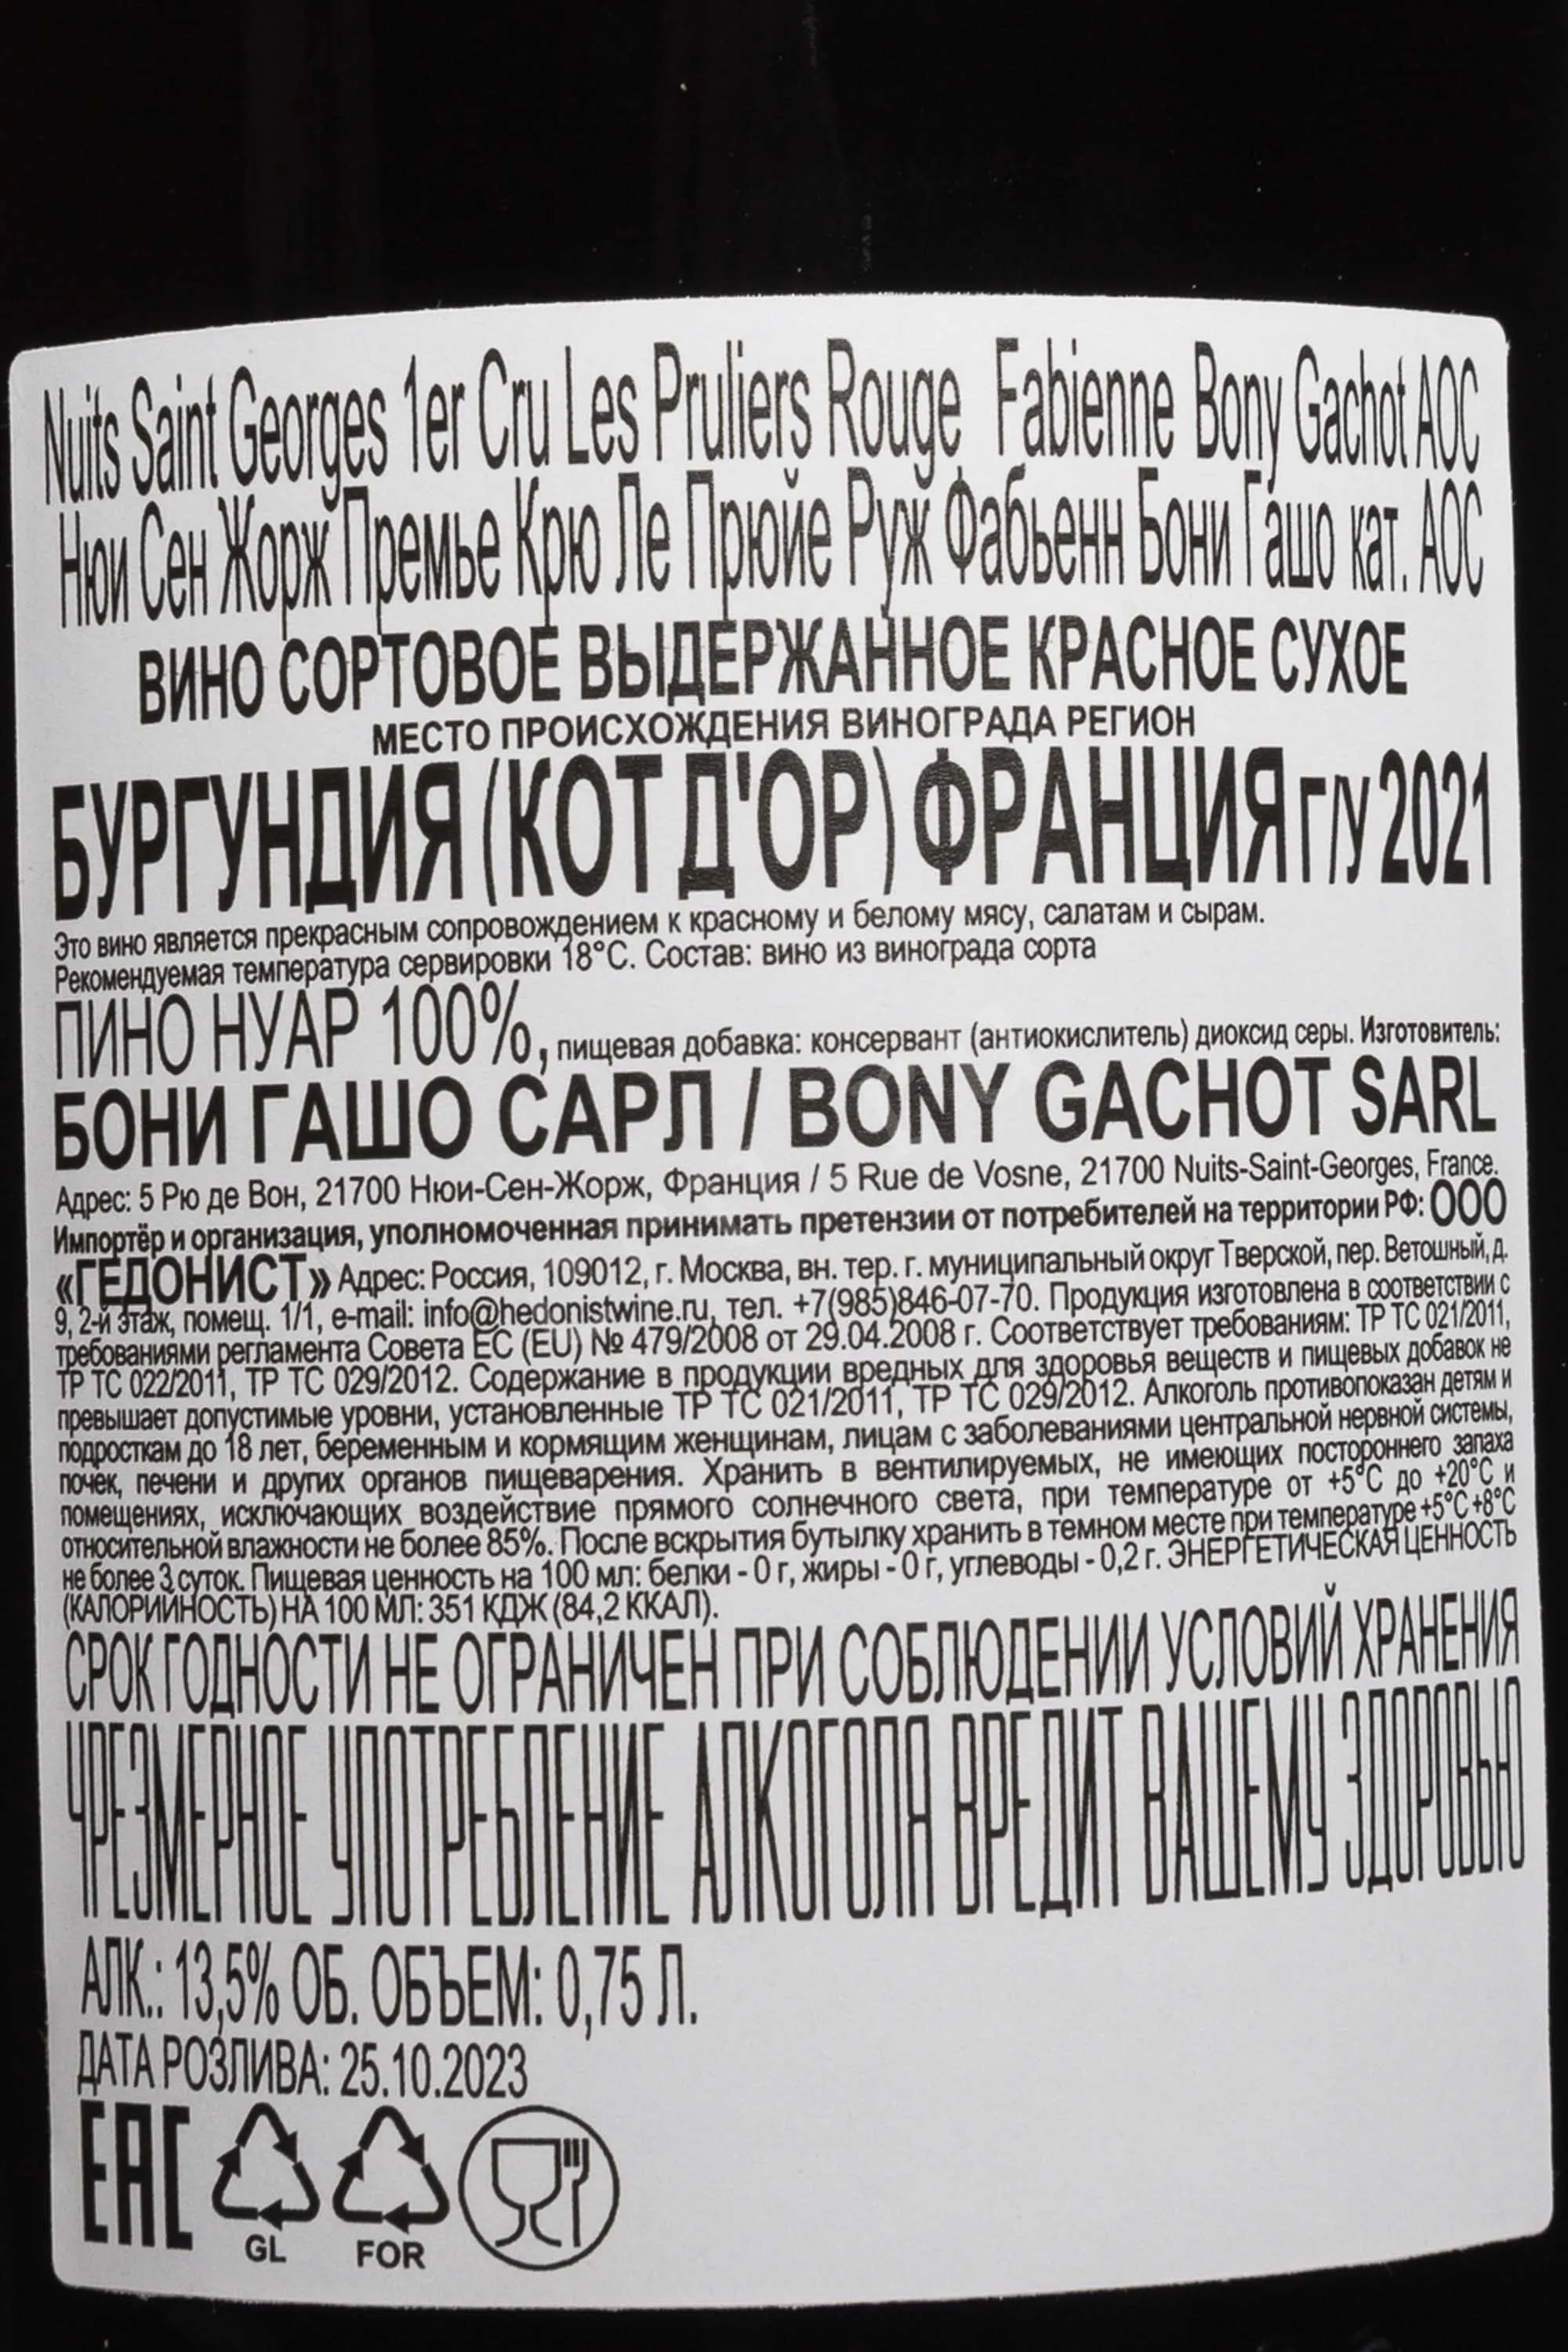 Nuits Saint Georges 1er Cru Les Pruliers Rouge Fabienne Bony Gachot AOC
Нюи Сен Жорж Премье Крю Ле Прюйе Руж Фабьенн Бони Гашо кат. АОС
ВИНО СОРТОВОЕ ВЫДЕРЖАННОЕ КРАСНОЕ СУХОЕ
МЕСТО ПРОИСХОЖДЕНИЯ ВИНОГРАДА РЕГИОН
БУРГУНДИЯ (КОТ Д'ОР) ФРАНЦИЯ Г/У 2021
Это вино является прекрасным сопровождением к красному и белому мясу, салатам и сырам.
Рекомендуемая температура сервировки 18°С. Состав: вино из винограда сорта
ПИНО НУАР 100%, пищевая добавка: консервант (антиокислитель) диоксид серы. Изготовитель:
БОНИ ГАШО САРЛ / BONY GACHOT SARL
Адрес: 5 Рю де Вон, 21700 Нюи-Сен-Жорж, Франция / 5 Rue de Vosne, 21700 Nuits-Saint-Georges, France.
Импортёр и организация, уполномоченная принимать претензии от потребителей на территории РФ: ООО
«ГЕДОНИСТ» Адрес: Россия, 109012, г. Москва, вн. тер. г. муниципальный округ Тверской, пер. Ветошный, д.
9, 2-й этаж, помещ. 1/1, e-mail: info@hedonistwine.ru, тел. +7(985)846-07-70. Продукция изготовлена в соответствии с
требованиями регламента Совета ЕС (EU) № 479/2008 от 29.04.2008 г. Соответствует требованиям: ТР ТС 021/2011,
ТР ТС 022/2011, ТР ТС 029/2012. Содержание в продукции вредных для здоровья веществ и пищевых добавок не
превышает допустимые уровни, установленные ТР ТС 021/2011, ТР ТС 029/2012. Алкоголь противопоказан детям и
подросткам до 18 лет, беременным и кормящим женщинам, лицам с заболеваниями центральной нервной системы,
почек, печени и других органов пищеварения. Хранить в вентилируемых, не имеющих постороннего запаха
помещениях, исключающих воздействие прямого солнечного света, при температуре от +5°С до +20°С и
относительной влажности не более 85%. После вскрытия бутылку хранить в темном месте при температуре +5°С +8°С
не более 3 суток. Пищевая ценность на 100 мл: белки - 0 г, жиры - 0 г, углеводы - 0,2 г. ЭНЕРГЕТИЧЕСКАЯ ЦЕННОСТЬ
(КАЛОРИЙНОСТЬ) НА 100 МЛ: 351 КДЖ (84,2 ККАЛ).
СРОК ГОДНОСТИ НЕ ОГРАНИЧЕН ПРИ СОБЛЮДЕНИИ УСЛОВИЙ ХРАНЕНИЯ
ЧРЕЗМЕРНОЕ УПОТРЕБЛЕНИЕ АЛКОГОЛЯ ВРЕДИТ ВАШЕМУ ЗДОРОВЬЮ
АЛК.: 13,5% ОБ. ОБЪЕМ: 0,75 Л.
ДАТА РОЗЛИВА: 25.10.2023
EAC
GL FOR